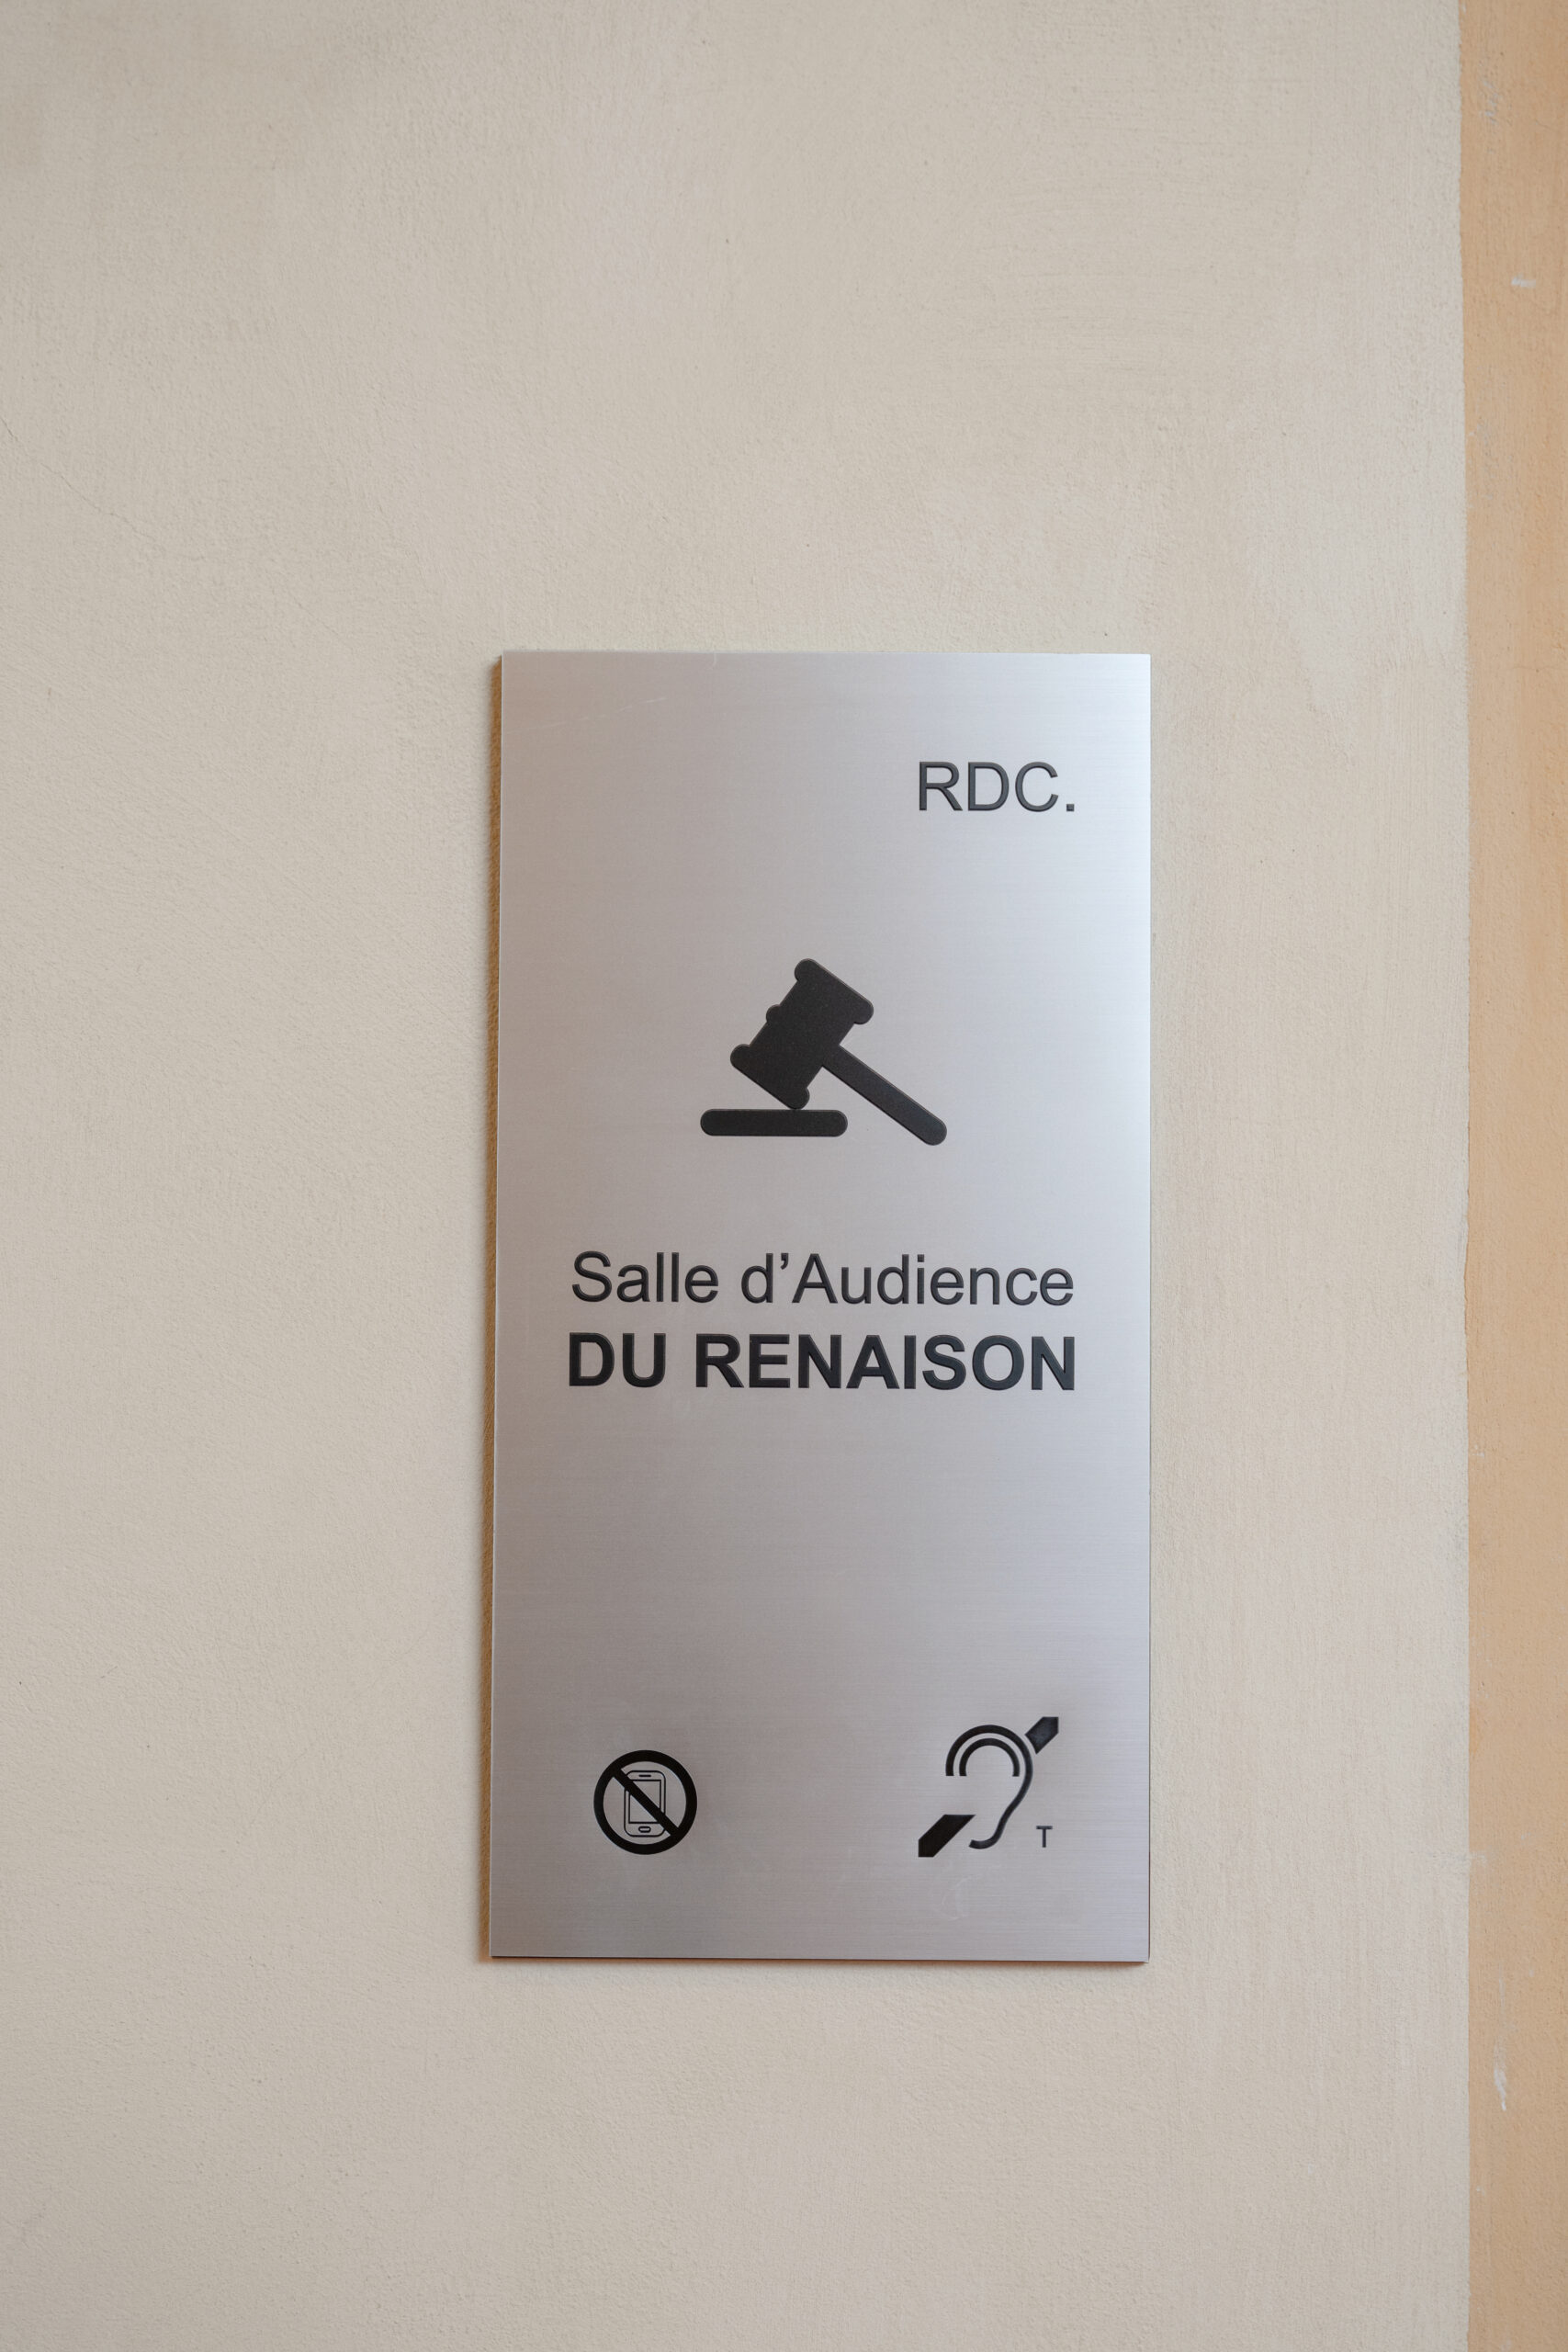 RDC.
Salle d’Audience
DU RENAISON
T